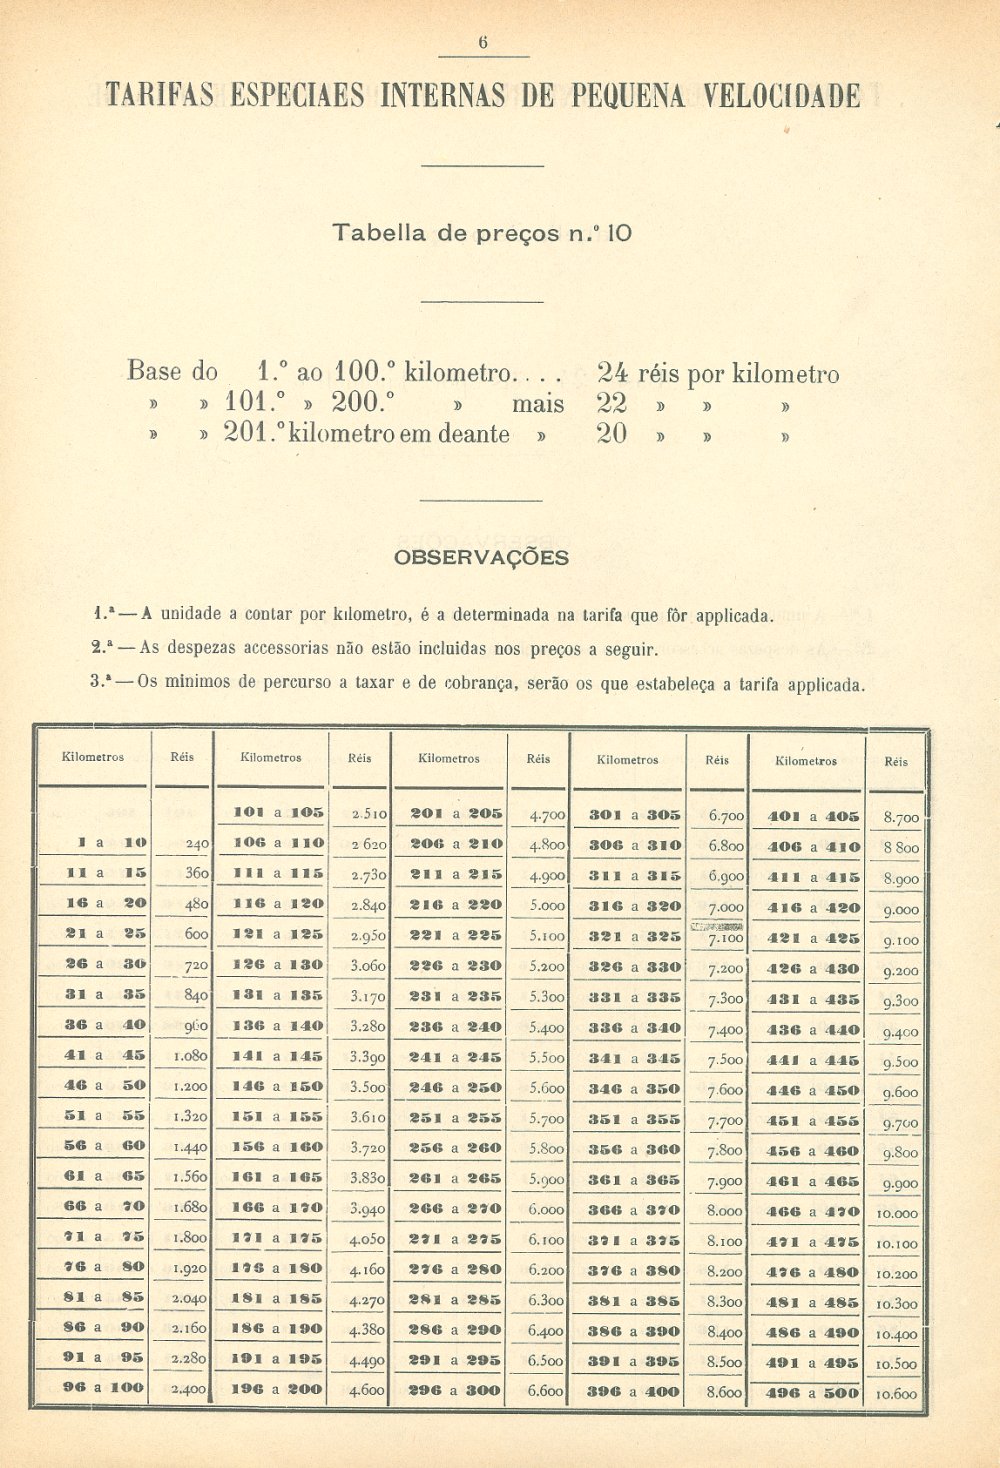 6
TARIFAS ESPECIAES INTERNAS DE PEQUENA VELOCIDADE
Tabella de preços n.º 10
Base do 1.º ao 100.º kilometro.... 24 réis por kilometro
» » 101.º » 200.º » mais 22 » » »
» » 201.º kilometro em deante » 20 » » »
OBSERVAÇÕES
1.ª — A unidade a contar por kilometro, é a determinada na tarifa que fôr applicada.
2.ª — As despezas accessorias não estão incluidas nos preços a seguir.
3.ª — Os minimos de percurso a taxar e de cobrança, serão os que estabeleça a tarifa applicada.
Kilometros Réis Kilometros Réis Kilometros Réis Kilometros Réis Kilometros Réis
101 a 105 2.510 201 a 205 4.700 301 a 305 6.700 401 a 405 8.700
1 a 10 240 106 a 110 2 620 206 a 210 4.800 306 a 310 6.800 406 a 410 8 800
11 a 15 360 111 a 115 2.730 211 a 215 4.900 311 a 315 6.900 411 a 415 8.900
16 a 20 480 116 a 120 2.840 216 a 220 5.000 316 a 320 7.000 416 a 420 9.000
21 a 25 600 121 a 125 2.950 221 a 225 5.100 321 a 325 7.100 421 a 425 9.100
26 a 30 720 126 a 130 3.060 226 a 230 5.200 326 a 330 7.200 426 a 430 9.200
31 a 35 840 131 a 135 3.170 231 a 235 5.300 331 a 335 7.300 431 a 435 9.300
36 a 40 960 136 a 140 3.280 236 a 240 5.400 336 a 340 7.400 436 a 440 9.400
41 a 45 1.080 141 a 145 3.390 241 a 245 5.500 341 a 345 7.500 441 a 445 9.500
46 a 50 1.200 146 a 150 3.500 246 a 250 5.600 346 a 350 7.600 446 a 450 9.600
51 a 55 1.320 151 a 155 3.610 251 a 255 5.700 351 a 355 7.700 451 a 455 9.700
56 a 60 1.440 156 a 160 3.720 256 a 260 5.800 356 a 360 7.800 456 a 460 9.800
61 a 65 1.560 161 a 165 3.830 261 a 265 5.900 361 a 365 7.900 461 a 465 9.900
66 a 70 1.680 166 a 170 3.940 266 a 270 6.000 366 a 370 8.000 466 a 470 10.000
71 a 75 1.800 171 a 175 4.050 271 a 275 6.100 371 a 375 8.100 471 a 475 10.100
76 a 80 1.920 176 a 180 4.160 276 a 280 6.200 376 a 380 8.200 476 a 480 10.200
81 a 85 2.040 181 a 185 4.270 281 a 285 6.300 381 a 385 8.300 481 a 485 10.300
86 a 90 2.160 186 a 190 4.380 286 a 290 6.400 386 a 390 8.400 486 a 490 10.400
91 a 95 2.280 191 a 195 4.490 291 a 295 6.500 391 a 395 8.500 491 a 495 10.500
96 a 100 2.400 196 a 200 4.600 296 a 300 6.600 396 a 400 8.600 496 a 500 10.600